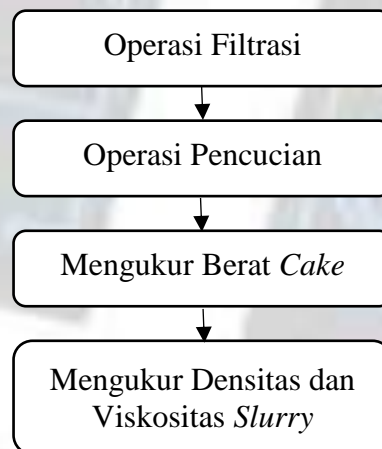 Operasi Filtrasi
Operasi Pencucian
Mengukur Berat Cake
Mengukur Densitas dan
Viskositas Slurry